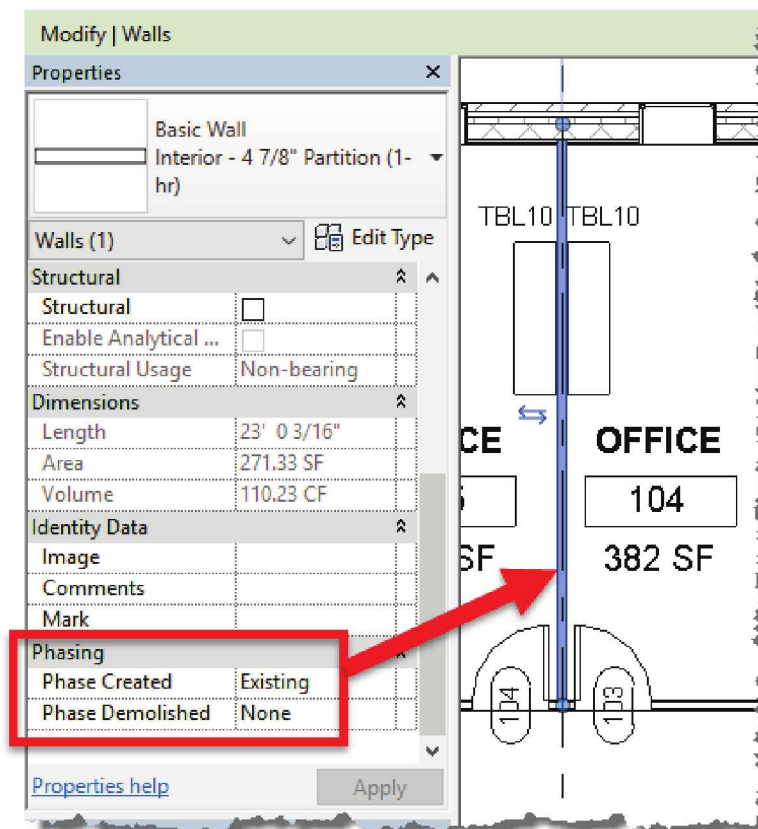 Modify | Walls
Properties
Basic Wall
Interior - 4 7/8" Partition (1-
hr)
Walls (1)
Edit Type
Structural
Structural
Enable Analytical ...
Structural Usage Non-bearing
Dimensions
Length 23' 0 3/16"
Area 271.33 SF
Volume 110.23 CF
Identity Data
Image
Comments
Mark
Phasing
Phase Created Existing
Phase Demolished None
Properties help
Apply
TBL10 TBL10
CE OFFICE
104
SF 382 SF
104 103